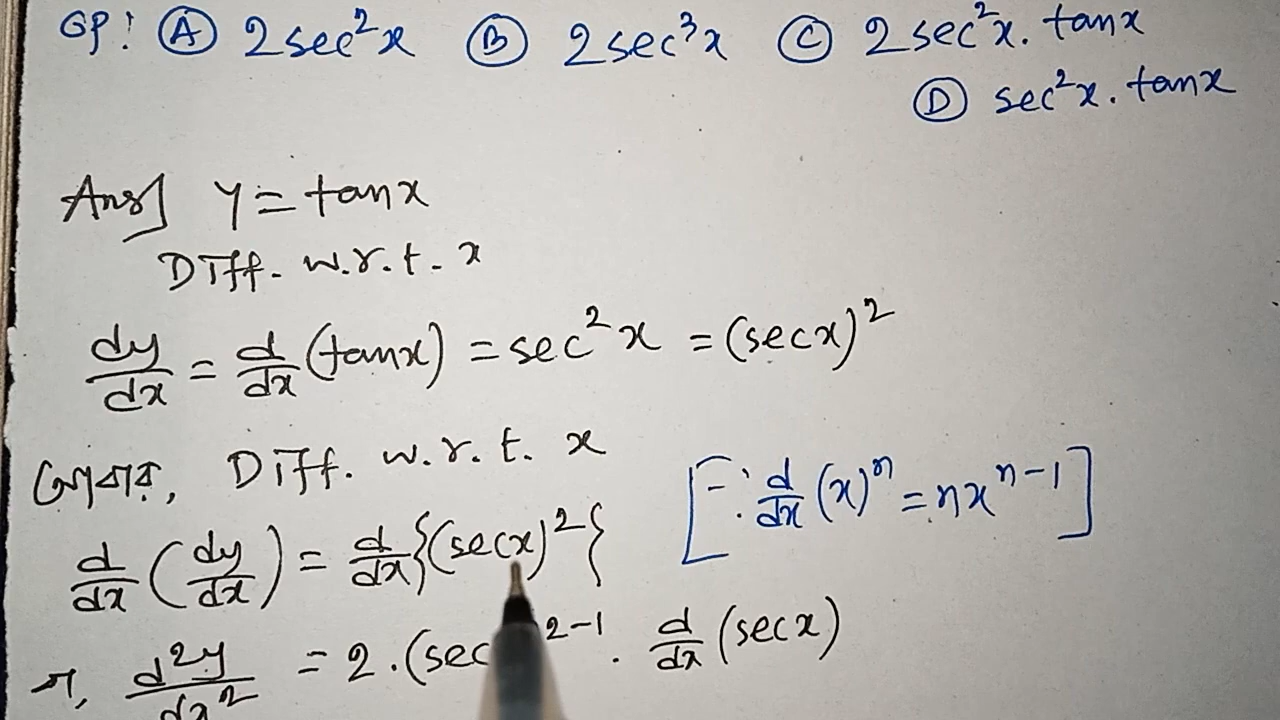 OP: Ⓐ 2sec²x Ⓑ 2sec³x Ⓒ 2sec²x. tanx
Ⓓ sec²x. tanx
Ans] y = tanx
Diff. w.r.t. x
dy/dx = d/dx (tanx) = sec²x = (secx)²
আবার, Diff. w.r.t. x
[∵ d/dx (x)ⁿ = nxⁿ⁻¹]
d/dx (dy/dx) = d/dx {(secx)²}
বা, d²y/dx² = 2.(sec 2-1 . d/dx (secx)